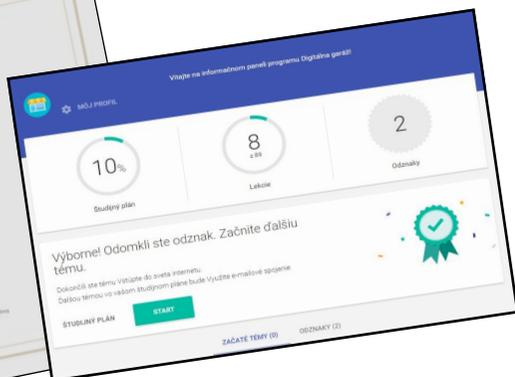 Vitajte na informačnom paneli programu Digitálna garáž!
MÔJ PROFIL
10%
Študijný plán
8
z 89
Lekcie
2
Odznaky
Výborne! Odomkli ste odznak. Začnite ďalšiu
tému.
Dokončili ste tému Vstúpte do sveta internetu.
Ďalšou témou vo vašom študijnom pláne bude Využite e-mailové spojenie
ŠTUDIJNÝ PLÁN
START
ZAČATÉ TÉMY (0)
ODZNAKY (2)